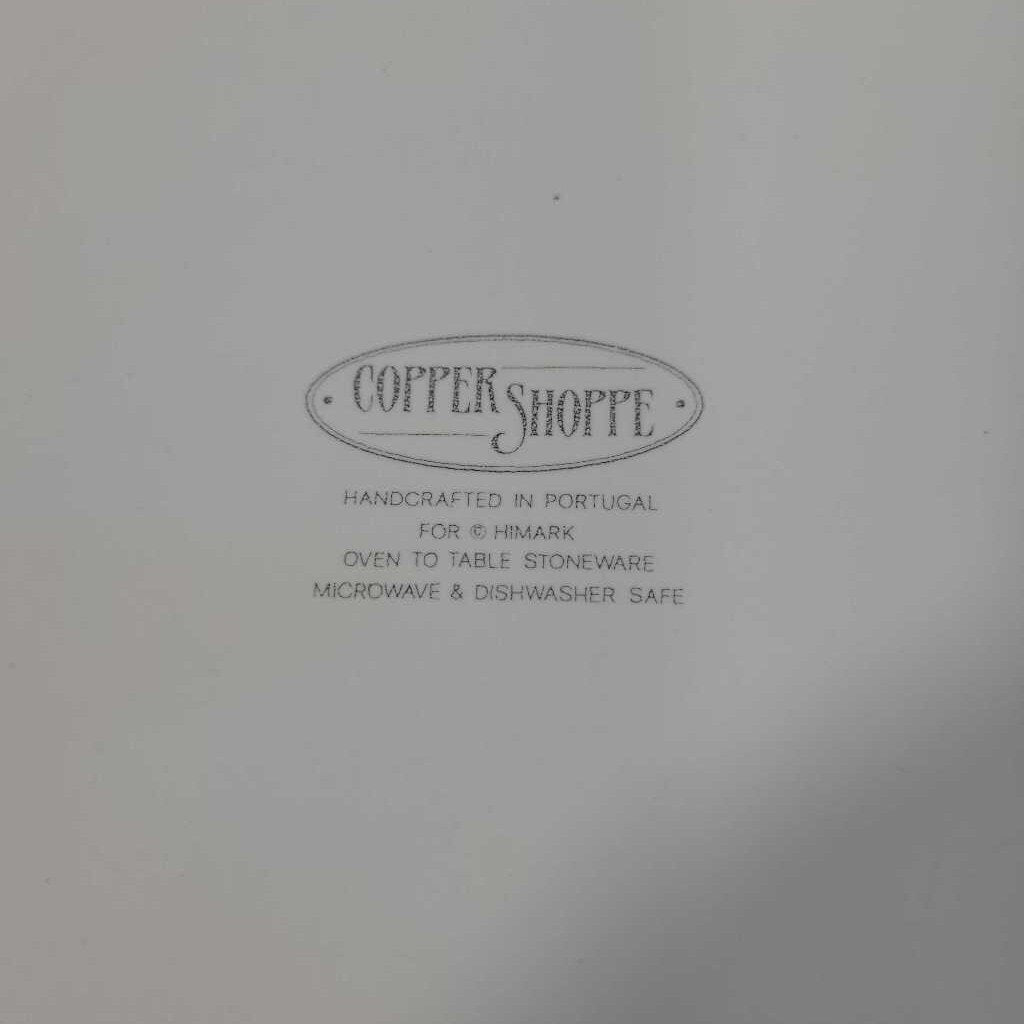 COPPER SHOPPE
HANDCRAFTED IN PORTUGAL
FOR © HIMARK
OVEN TO TABLE STONEWARE
MICROWAVE & DISHWASHER SAFE